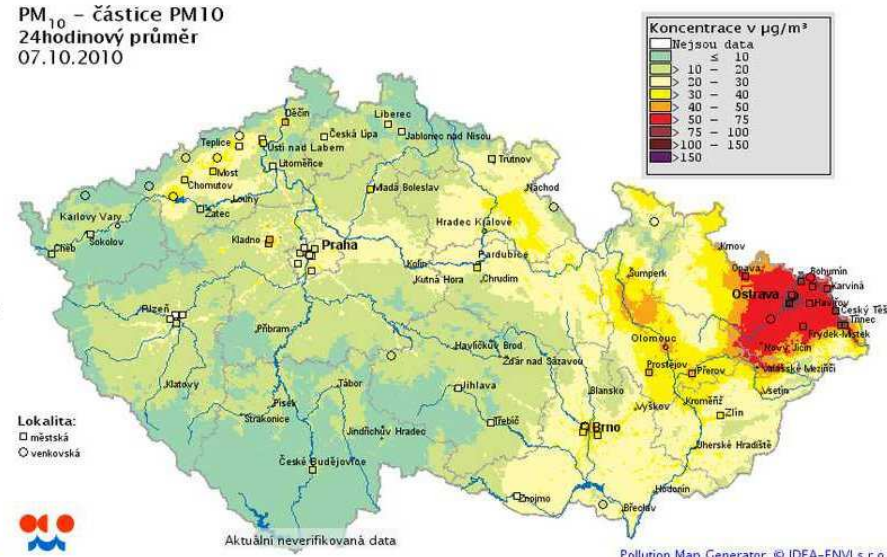 PM10 – částice PM10
24hodinový průměr
07.10.2010
Koncentrace v µg/m³
Nejsou data
≤ 10
> 10 – 20
> 20 – 30
> 30 – 40
> 40 – 50
> 50 – 75
> 75 – 100
>100 – 150
>150
Děčín
Liberec
Teplice
Česká Lípa
Jablonec nad Nisou
Ústí nad Labem
Litoměřice
Trutnov
Most
Chomutov
Mladá Boleslav
Náchod
Louny
Žatec
Karlovy Vary
Hradec Králové
Sokolov
Cheb
Kladno
Praha
Krnov
Pardubice
Kolín
Opava
Bohumín
Kutná Hora
Chrudim
Šumperk
Karviná
Ostrava
Havířov
Plzeň
Český Těš
Třinec
Příbram
Frýdek-Místek
Olomouc
Havlíčkův Brod
Nový Jičín
Žďár nad Sázavou
Valašské Meziříčí
Prostějov
Přerov
Klatovy
Tábor
Jihlava
Blansko
Vsetín
Písek
Kroměříž
Vyškov
Strakonice
Zlín
Třebíč
Jindřichův Hradec
Brno
Uherské Hradiště
Lokalita:
městská
venkovská
České Budějovice
Hodonín
Znojmo
Břeclav
Aktuální neverifikovaná data
Pollution Map Generator, © IDEA-ENVI s.r.o.